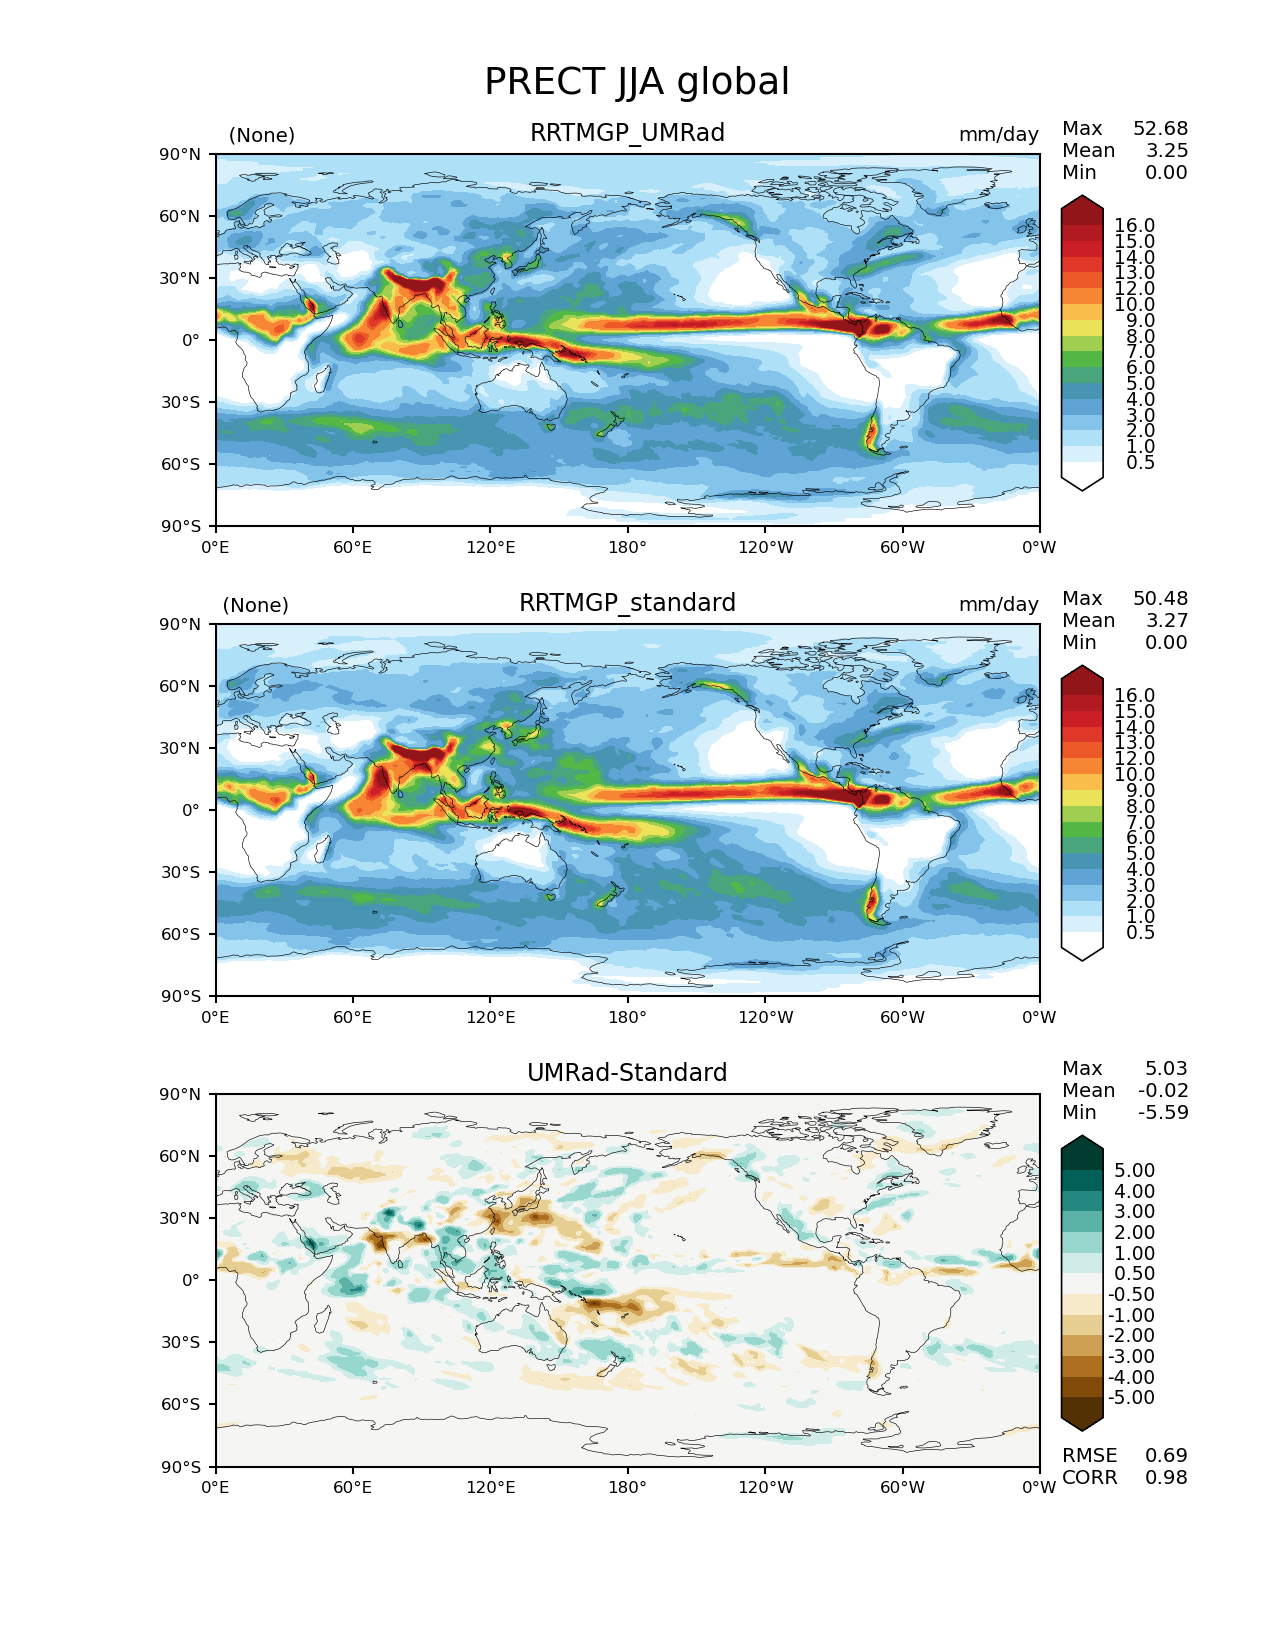 PRECT JJA global
(None) RRTMGP_UMRad mm/day
Max 52.68
Mean 3.25
Min 0.00
90°N
60°N
30°N
0°
30°S
60°S
90°S
0°E 60°E 120°E 180° 120°W 60°W 0°W
16.0
15.0
14.0
13.0
12.0
10.0
9.0
8.0
7.0
6.0
5.0
4.0
3.0
2.0
1.0
0.5
(None) RRTMGP_standard mm/day
Max 50.48
Mean 3.27
Min 0.00
90°N
60°N
30°N
0°
30°S
60°S
90°S
0°E 60°E 120°E 180° 120°W 60°W 0°W
16.0
15.0
14.0
13.0
12.0
10.0
9.0
8.0
7.0
6.0
5.0
4.0
3.0
2.0
1.0
0.5
UMRad-Standard
Max 5.03
Mean -0.02
Min -5.59
90°N
60°N
30°N
0°
30°S
60°S
90°S
0°E 60°E 120°E 180° 120°W 60°W 0°W
5.00
4.00
3.00
2.00
1.00
0.50
-0.50
-1.00
-2.00
-3.00
-4.00
-5.00
RMSE 0.69
CORR 0.98